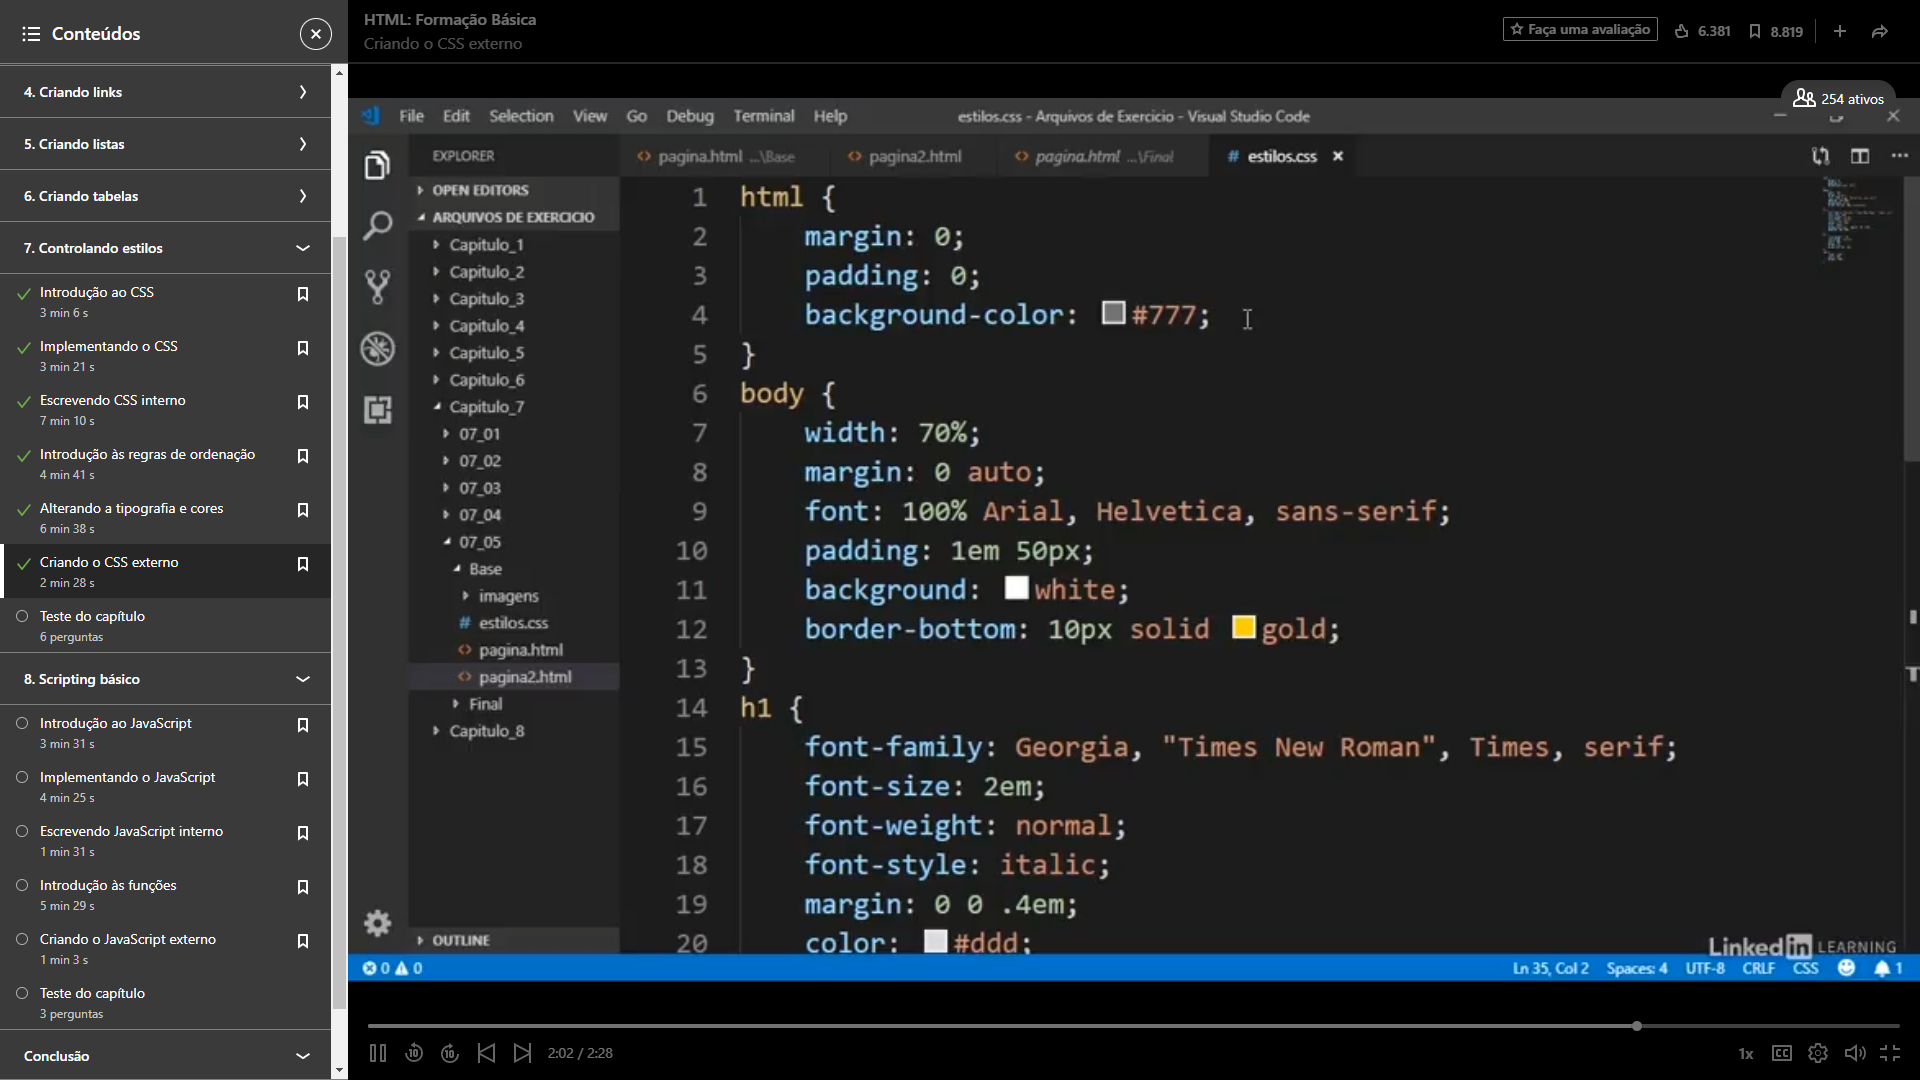 Conteúdos
4. Criando links
5. Criando listas
6. Criando tabelas
7. Controlando estilos
Introdução ao CSS
3 min 6 s
Implementando o CSS
3 min 21 s
Escrevendo CSS interno
7 min 10 s
Introdução às regras de ordenação
4 min 41 s
Alterando a tipografia e cores
6 min 38 s
Criando o CSS externo
2 min 28 s
Teste do capítulo
6 perguntas
8. Scripting básico
Introdução ao JavaScript
3 min 31 s
Implementando o JavaScript
4 min 25 s
Escrevendo JavaScript interno
1 min 31 s
Introdução às funções
5 min 29 s
Criando o JavaScript externo
1 min 3 s
Teste do capítulo
3 perguntas
Conclusão
HTML: Formação Básica
Criando o CSS externo
Faça uma avaliação 6.381 8.819
254 ativos
File Edit Selection View Go Debug Terminal Help estilos.css - Arquivos de Exercicio - Visual Studio Code
EXPLORER
OPEN EDITORS
ARQUIVOS DE EXERCICIO
Capitulo_1
Capitulo_2
Capitulo_3
Capitulo_4
Capitulo_5
Capitulo_6
Capitulo_7
07_01
07_02
07_03
07_04
07_05
Base
imagens
# estilos.css
<> pagina.html
<> pagina2.html
Final
Capitulo_8
OUTLINE
<> pagina.html ...\Base <> pagina2.html <> pagina.html ...\Final # estilos.css ×
1 html {
2 margin: 0;
3 padding: 0;
4 background-color: #777;
5 }
6 body {
7 width: 70%;
8 margin: 0 auto;
9 font: 100% Arial, Helvetica, sans-serif;
10 padding: 1em 50px;
11 background: white;
12 border-bottom: 10px solid gold;
13 }
14 h1 {
15 font-family: Georgia, "Times New Roman", Times, serif;
16 font-size: 2em;
17 font-weight: normal;
18 font-style: italic;
19 margin: 0 0 .4em;
20 color: #ddd;
LinkedIn LEARNING
0 0 Ln 35, Col 2 Spaces: 4 UTF-8 CRLF CSS 1
10 10 2:02 / 2:28 1x CC